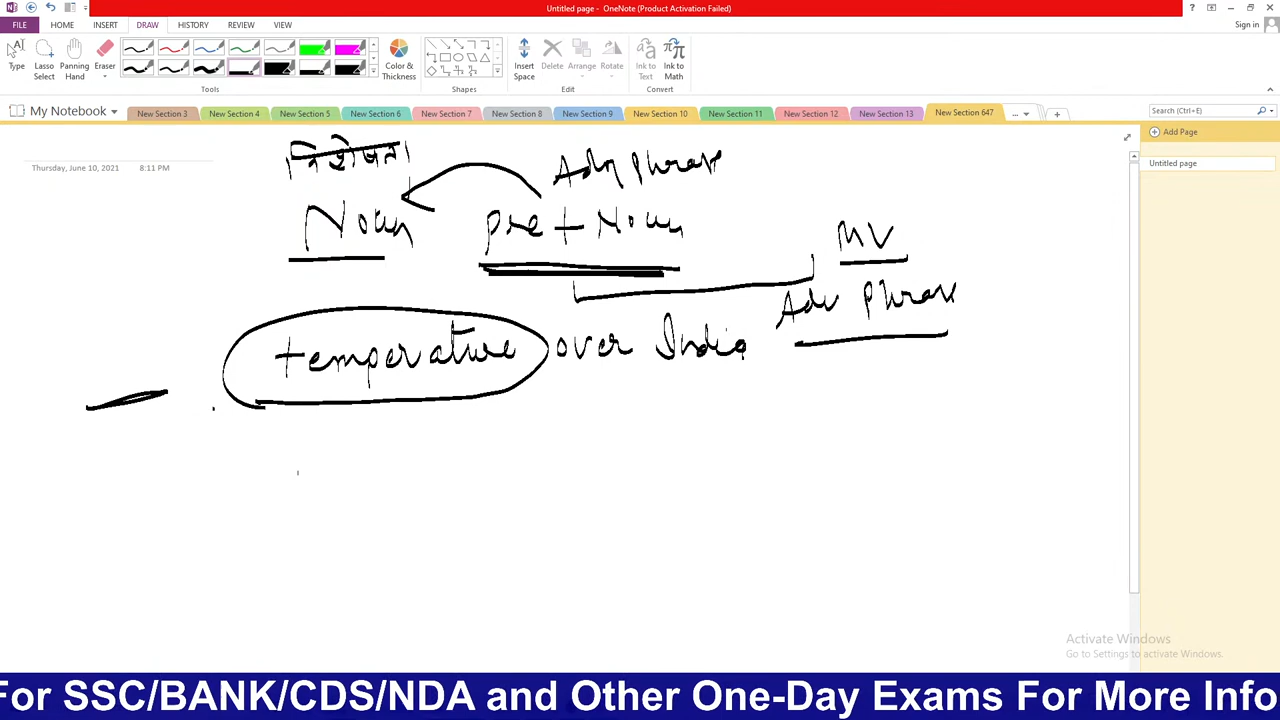 Untitled page - OneNote (Product Activation Failed)
Sign in
FILE HOME INSERT DRAW HISTORY REVIEW VIEW
Type
Lasso Select
Panning Hand
Eraser
Color & Thickness
Insert Space
Delete
Arrange
Rotate
Ink to Text
Ink to Math
Tools
Shapes
Edit
Convert
My Notebook
New Section 3
New Section 4
New Section 5
New Section 6
New Section 7
New Section 8
New Section 9
New Section 10
New Section 11
New Section 12
New Section 13
New Section 647
Search (Ctrl+E)
Add Page
Untitled page
Thursday, June 10, 2021 8:11 PM
Phrase
Noun Pre + Noun
MV
Adv Phrase
temperature over India
Activate Windows
Go to Settings to activate Windows.
For SSC/BANK/CDS/NDA and Other One-Day Exams For More Info